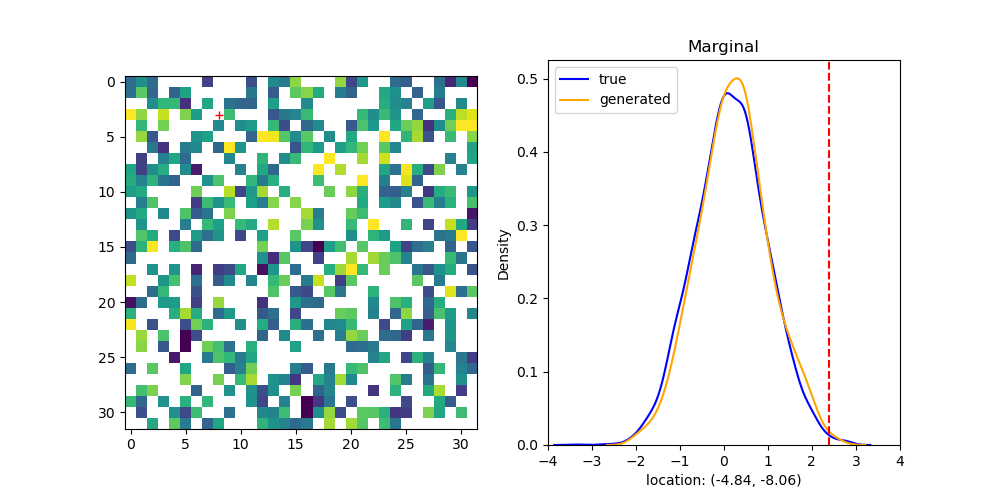 0
5
10
15
20
25
30
0 5 10 15 20 25 30
Marginal
true
generated
Density
0.5
0.4
0.3
0.2
0.1
0.0
−4 −3 −2 −1 0 1 2 3 4
location: (-4.84, -8.06)